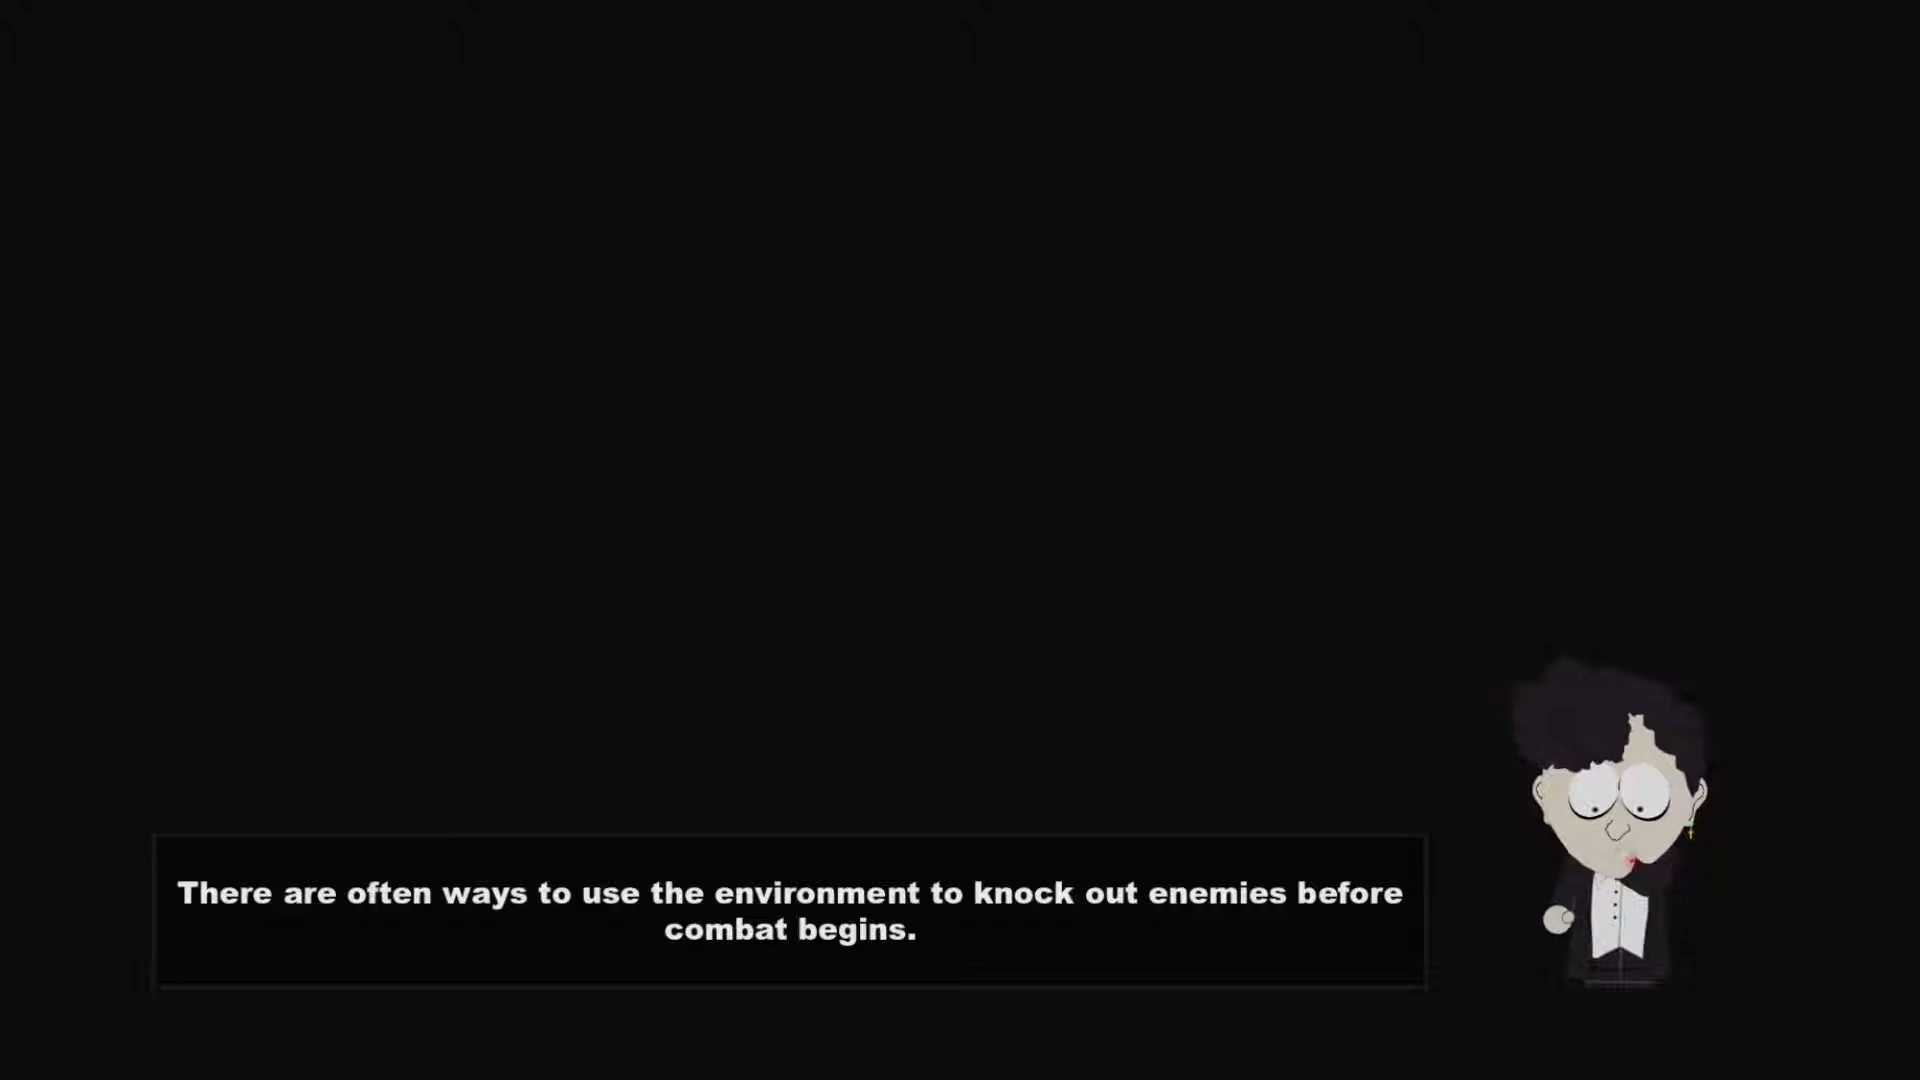 There are often ways to use the environment to knock out enemies before
combat begins.